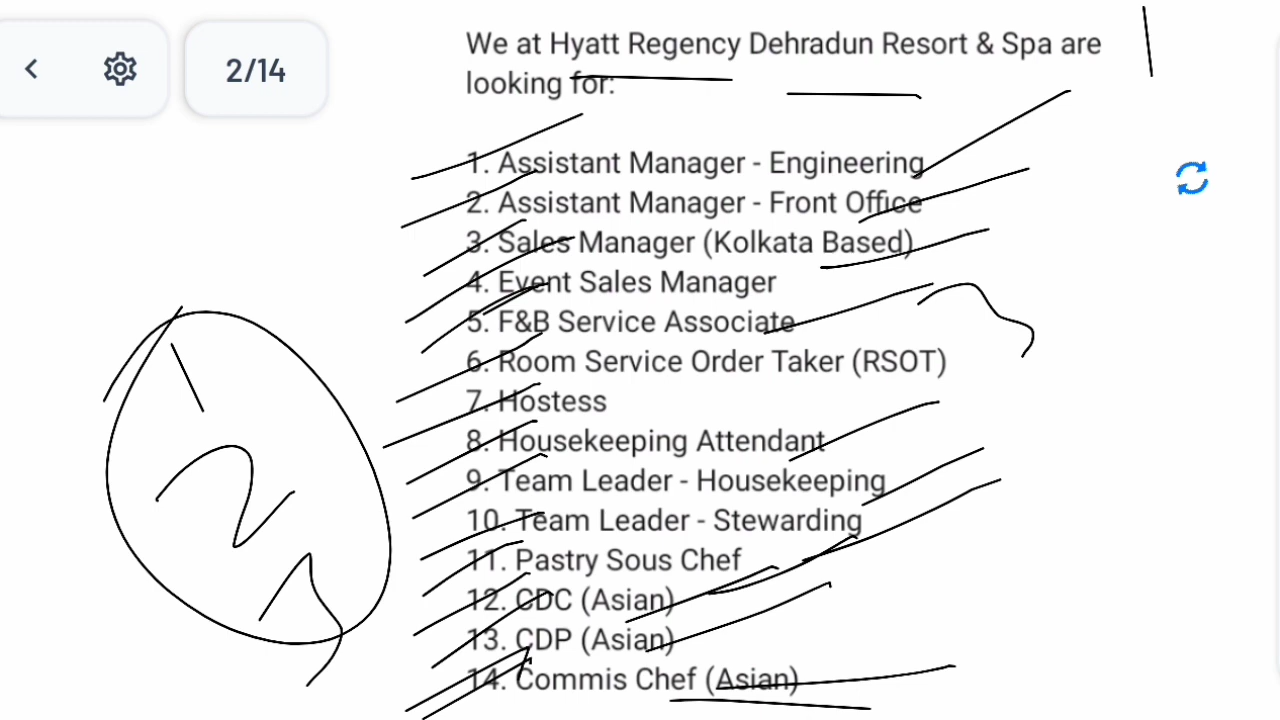 2/14
We at Hyatt Regency Dehradun Resort & Spa are
looking for:
1. Assistant Manager - Engineering
2. Assistant Manager - Front Office
3. Sales Manager (Kolkata Based)
4. Event Sales Manager
5. F&B Service Associate
6. Room Service Order Taker (RSOT)
7. Hostess
8. Housekeeping Attendant
9. Team Leader - Housekeeping
10. Team Leader - Stewarding
11. Pastry Sous Chef
12. CDC (Asian)
13. CDP (Asian)
14. Commis Chef (Asian)